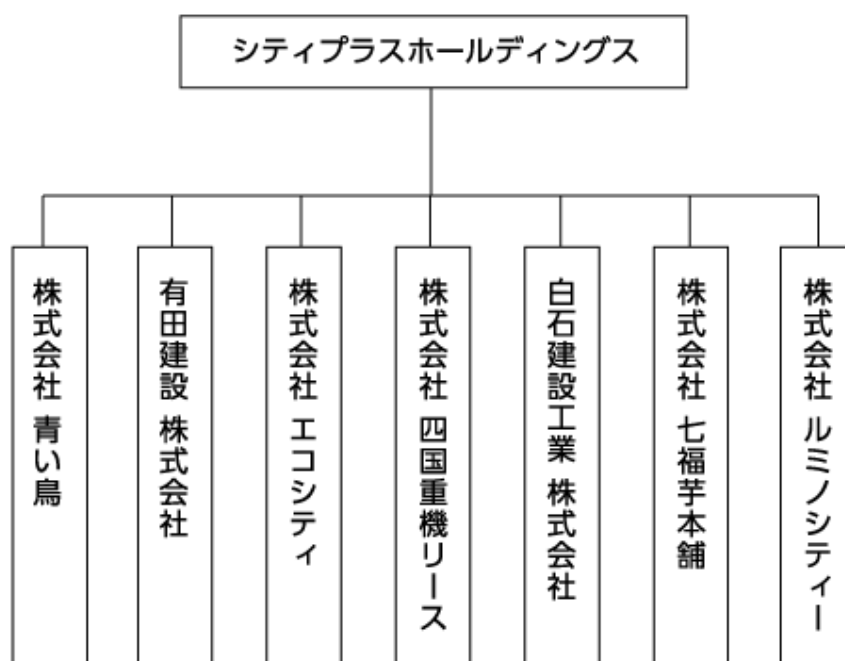 シティプラスホールディングス
株式会社 青い鳥
有田建設 株式会社
株式会社 エコシティ
株式会社 四国重機リース
白石建設工業 株式会社
株式会社 七福芋本舗
株式会社 ルミノシティー